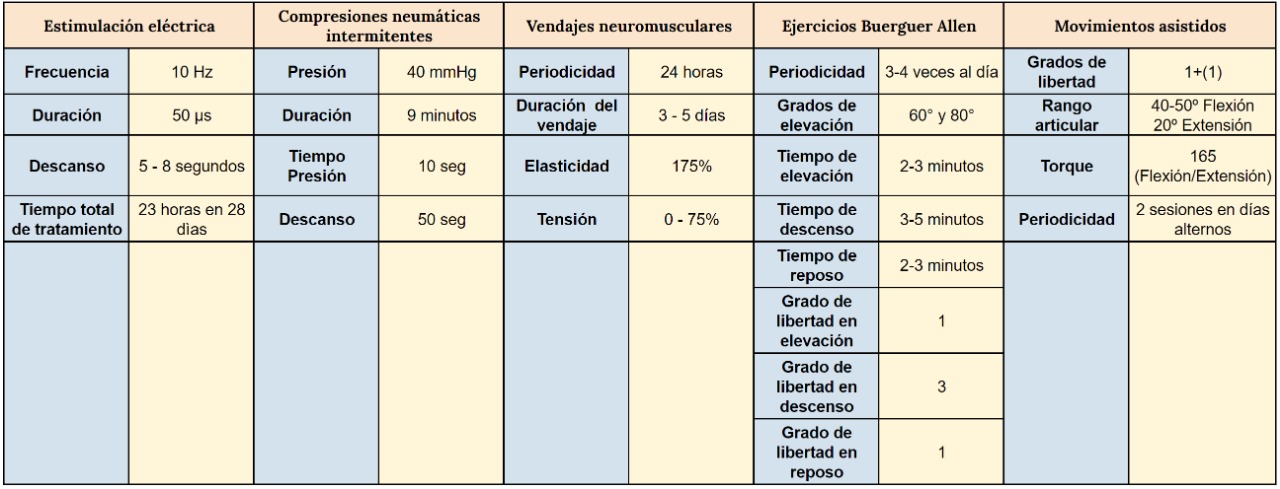 Estimulación eléctrica
Compresiones neumáticas
intermitentes
Vendajes neuromusculares
Ejercicios Buerguer Allen
Movimientos asistidos
Frecuencia
10 Hz
Presión
40 mmHg
Periodicidad
24 horas
Periodicidad
3-4 veces al día
Grados de
libertad
1+(1)
Duración
50 µs
Duración
9 minutos
Duración del
vendaje
3 - 5 días
Grados de
elevación
60° y 80°
Rango
articular
40-50º Flexión
20º Extensión
Descanso
5 - 8 segundos
Tiempo
Presión
10 seg
Elasticidad
175%
Tiempo de
elevación
2-3 minutos
Torque
165
(Flexión/Extensión)
Tiempo total
de tratamiento
23 horas en 28
dìas
Descanso
50 seg
Tensión
0 - 75%
Tiempo de
descenso
3-5 minutos
Periodicidad
2 sesiones en días
alternos
Tiempo de
reposo
2-3 minutos
Grado de
libertad en
elevación
1
Grado de
libertad en
descenso
3
Grado de
libertad en
reposo
1